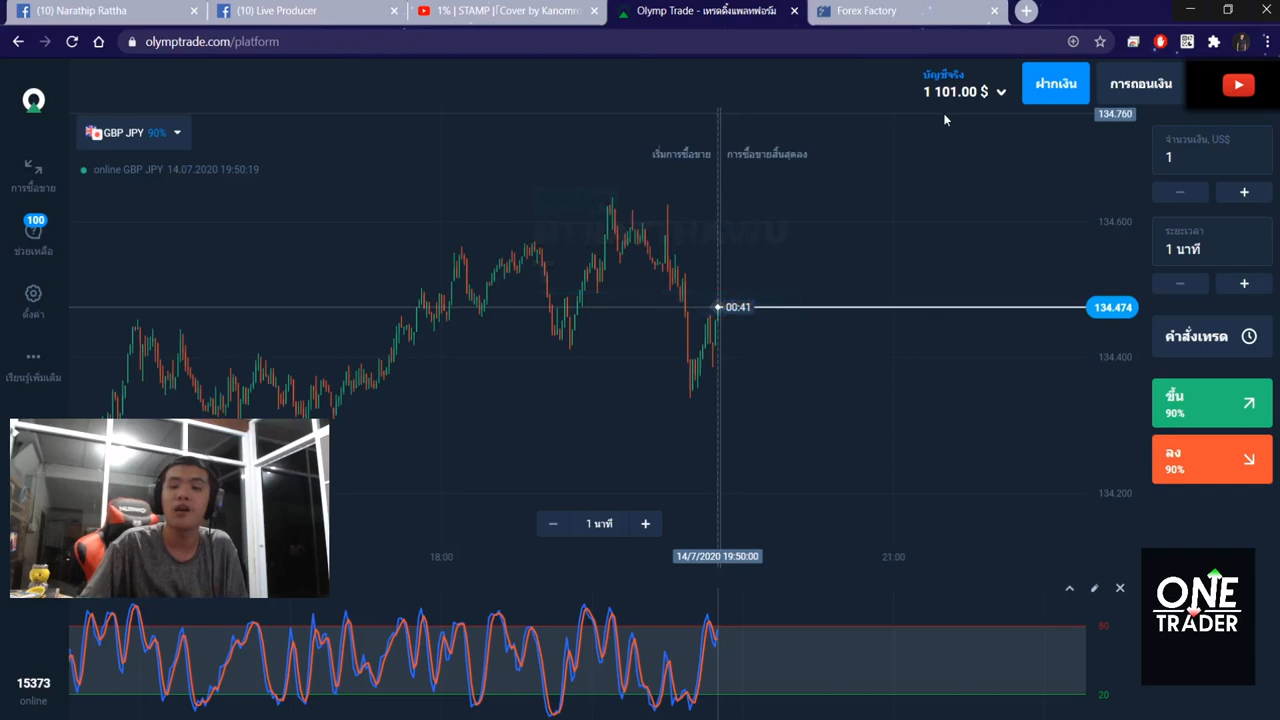 (10) Narathip Rattha
(10) Live Producer
1% | STAMP |「Cover by Kanomro
Olymp Trade - เทรดดิ้งแพลทฟอร์ม
Forex Factory
olymptrade.com/platform
บัญชีจริง
1 101.00 $
ฝากเงิน
การถอนเงิน
134.760
GBP JPY 90%
online GBP JPY 14.07.2020 19:50:19
เริ่มการซื้อขาย
การซื้อขายสิ้นสุดลง
จำนวนเงิน, US$
1
การซื้อขาย
100
ช่วยเหลือ
134.600
ระยะเวลา
1 นาที
ตั้งค่า
00:41
134.474
คำสั่งเทรด
134.400
เรียนรู้เพิ่มเติม
ขึ้น
90%
ลง
90%
134.200
1 นาที
18:00
14/7/2020 19:50:00
21:00
ONE
TRADER
80
20
15373
online